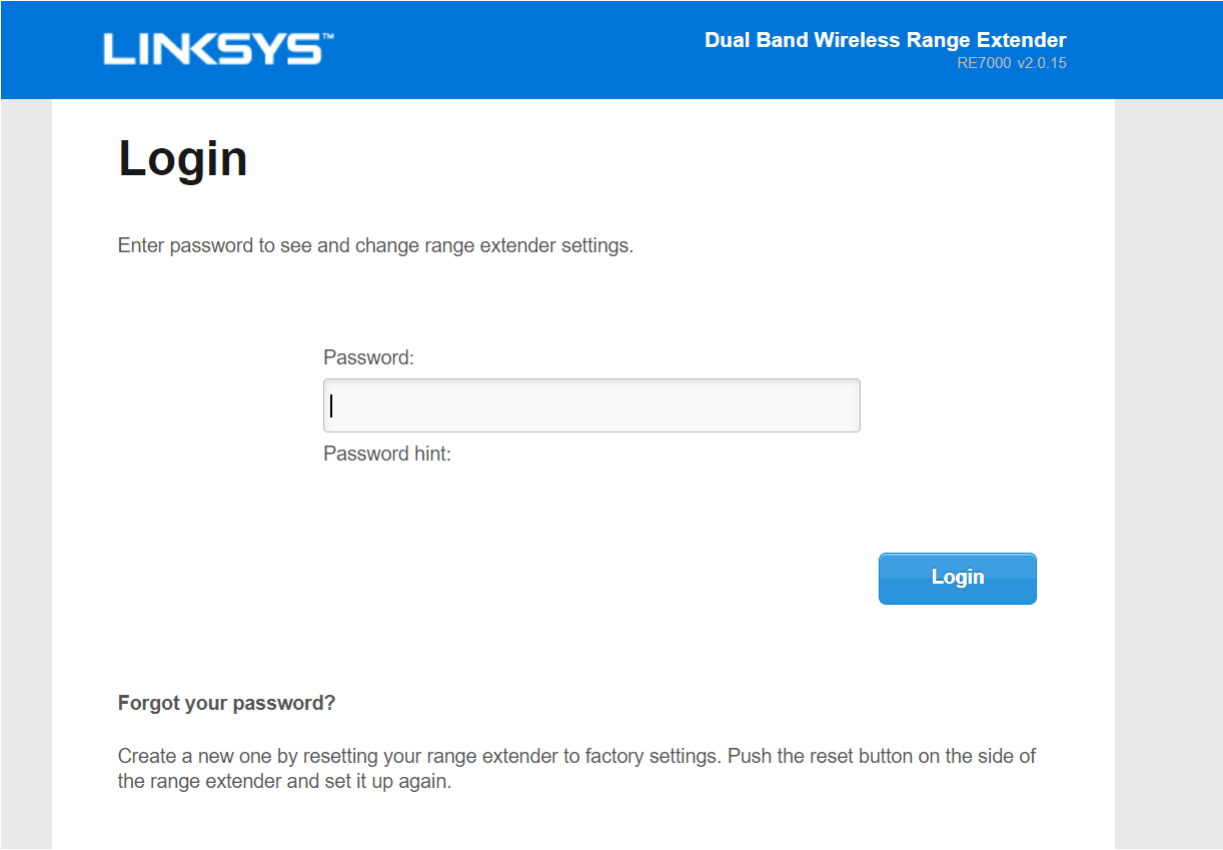 LINKSYS™
Dual Band Wireless Range Extender
RE7000 v2.0.15
Login
Enter password to see and change range extender settings.
Password:
Password hint:
Login
Forgot your password?
Create a new one by resetting your range extender to factory settings. Push the reset button on the side of
the range extender and set it up again.